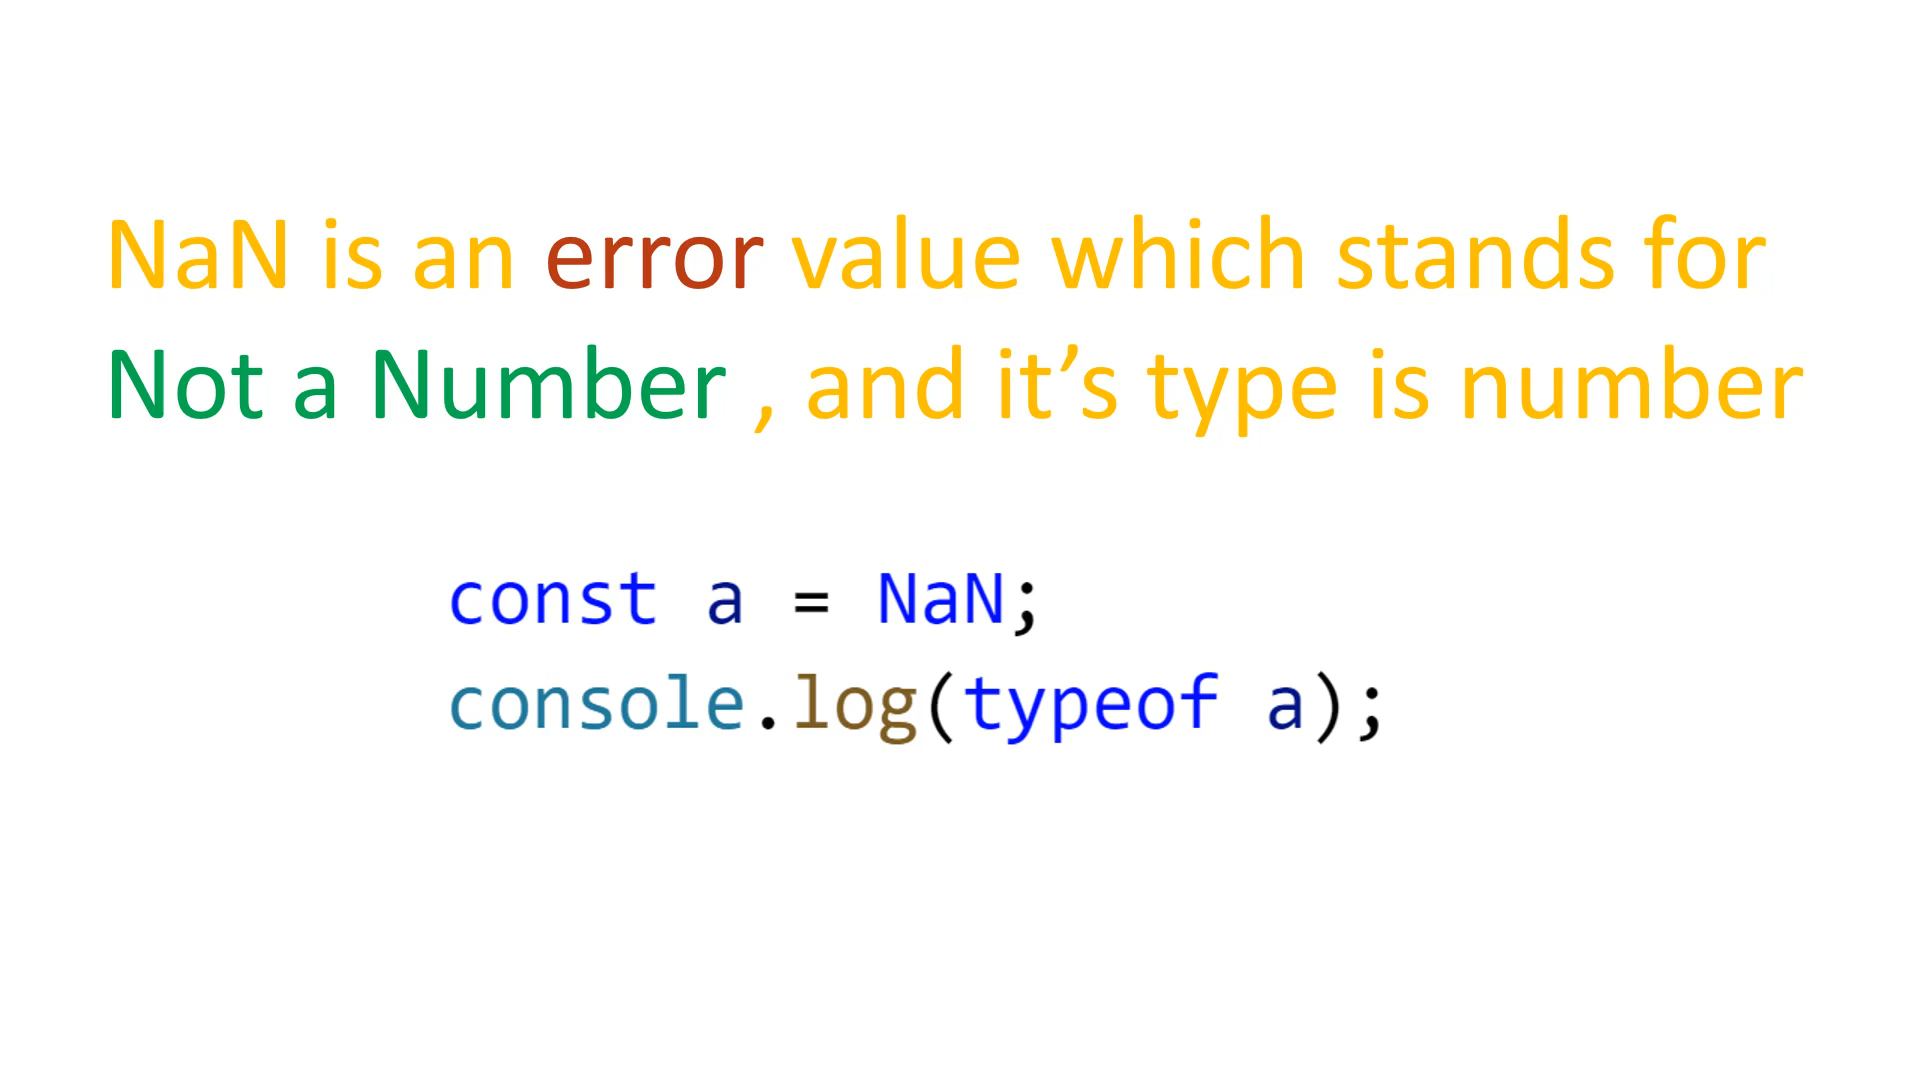 NaN is an error value which stands for
Not a Number , and it’s type is number
const a = NaN;
console.log(typeof a);